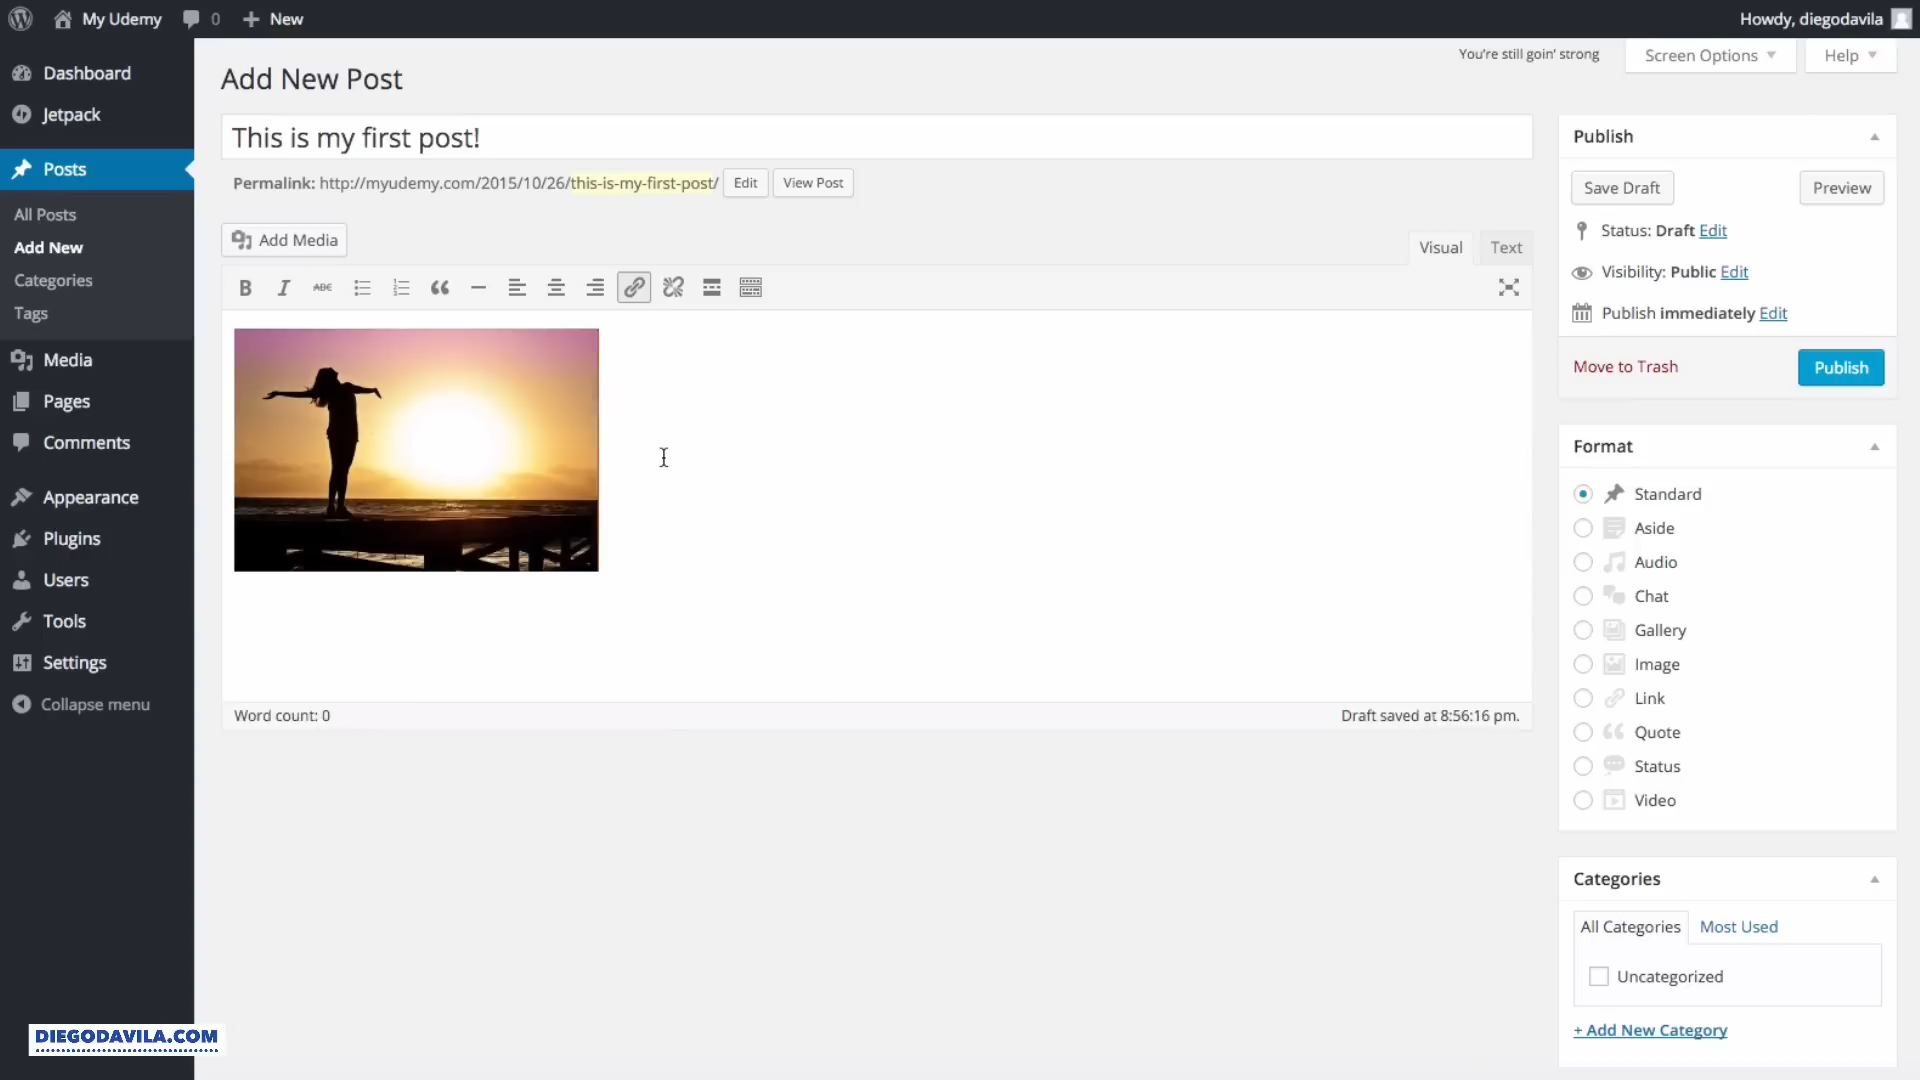 My Udemy 0 New Howdy, diegodavila
You're still goin' strong Screen Options Help
Dashboard
Jetpack
Posts
All Posts
Add New
Categories
Tags
Media
Pages
Comments
Appearance
Plugins
Users
Tools
Settings
Collapse menu
Add New Post
This is my first post!
Permalink: http://myudemy.com/2015/10/26/this-is-my-first-post/ Edit View Post
Add Media
Visual Text
B I ABC
Word count: 0 Draft saved at 8:56:16 pm.
Publish
Save Draft Preview
Status: Draft Edit
Visibility: Public Edit
Publish immediately Edit
Move to Trash Publish
Format
Standard
Aside
Audio
Chat
Gallery
Image
Link
Quote
Status
Video
Categories
All Categories Most Used
Uncategorized
+ Add New Category
DIEGODAVILA.COM